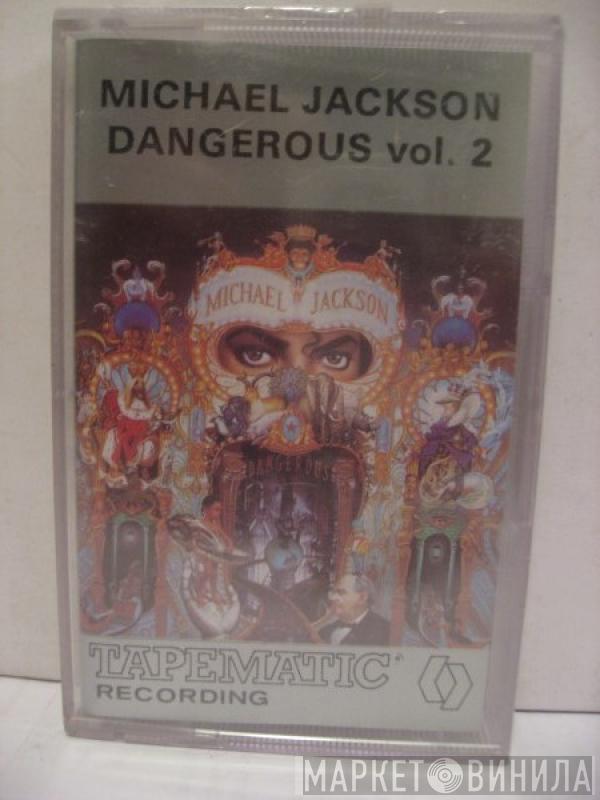 MICHAEL JACKSON
DANGEROUS vol. 2
MICHAEL JACKSON
DANGEROUS
TAPEMATIC
RECORDING
МАРКЕТ ВИНИЛА